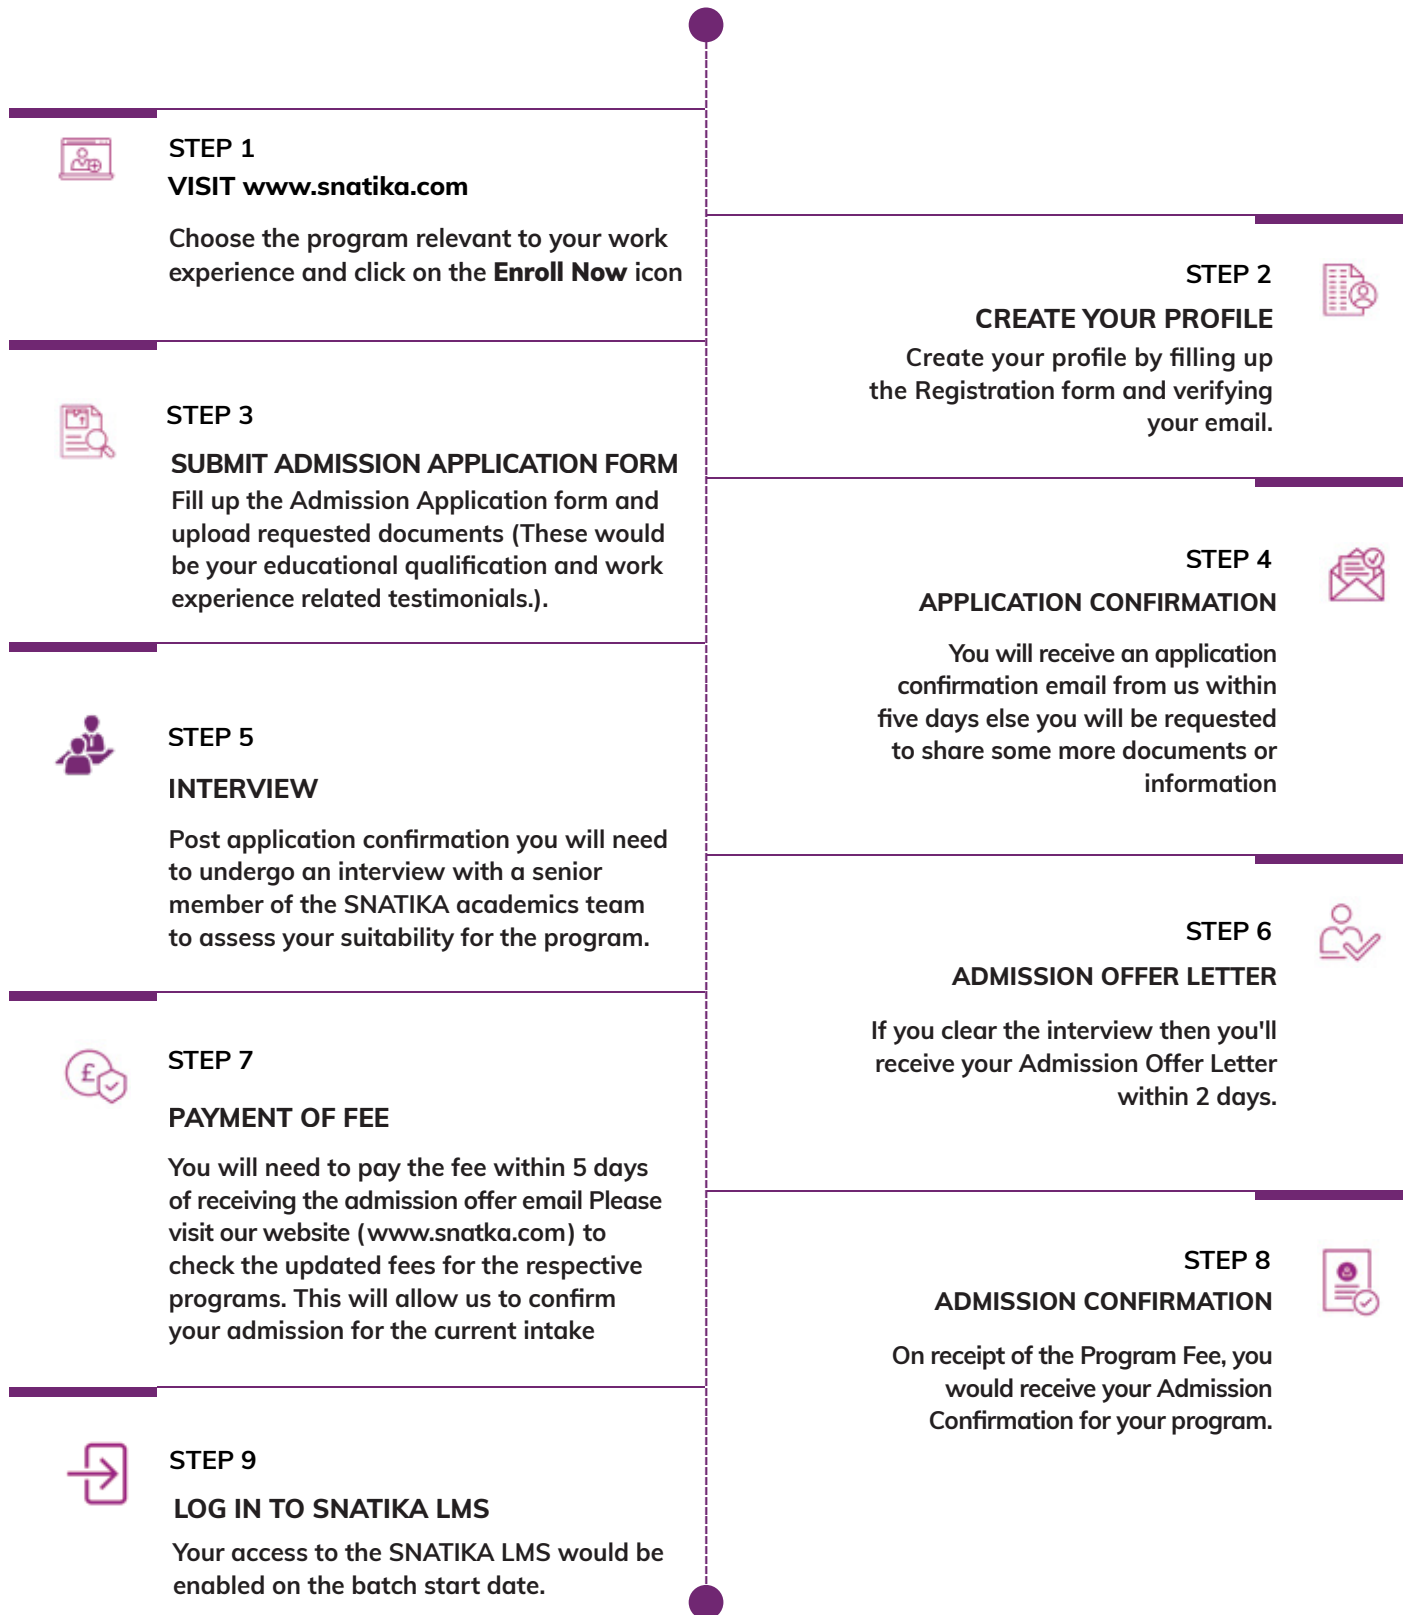 STEP 1
VISIT www.snatika.com
Choose the program relevant to your work
experience and click on the Enroll Now icon
STEP 2
CREATE YOUR PROFILE
Create your profile by filling up
the Registration form and verifying
your email.
STEP 3
SUBMIT ADMISSION APPLICATION FORM
Fill up the Admission Application form and
upload requested documents (These would
be your educational qualification and work
experience related testimonials.).
STEP 4
APPLICATION CONFIRMATION
You will receive an application
confirmation email from us within
five days else you will be requested
to share some more documents or
information
STEP 5
INTERVIEW
Post application confirmation you will need
to undergo an interview with a senior
member of the SNATIKA academics team
to assess your suitability for the program.
STEP 6
ADMISSION OFFER LETTER
If you clear the interview then you'll
receive your Admission Offer Letter
within 2 days.
£
STEP 7
PAYMENT OF FEE
You will need to pay the fee within 5 days
of receiving the admission offer email Please
visit our website (www.snatka.com) to
check the updated fees for the respective
programs. This will allow us to confirm
your admission for the current intake
STEP 8
ADMISSION CONFIRMATION
On receipt of the Program Fee, you
would receive your Admission
Confirmation for your program.
STEP 9
LOG IN TO SNATIKA LMS
Your access to the SNATIKA LMS would be
enabled on the batch start date.